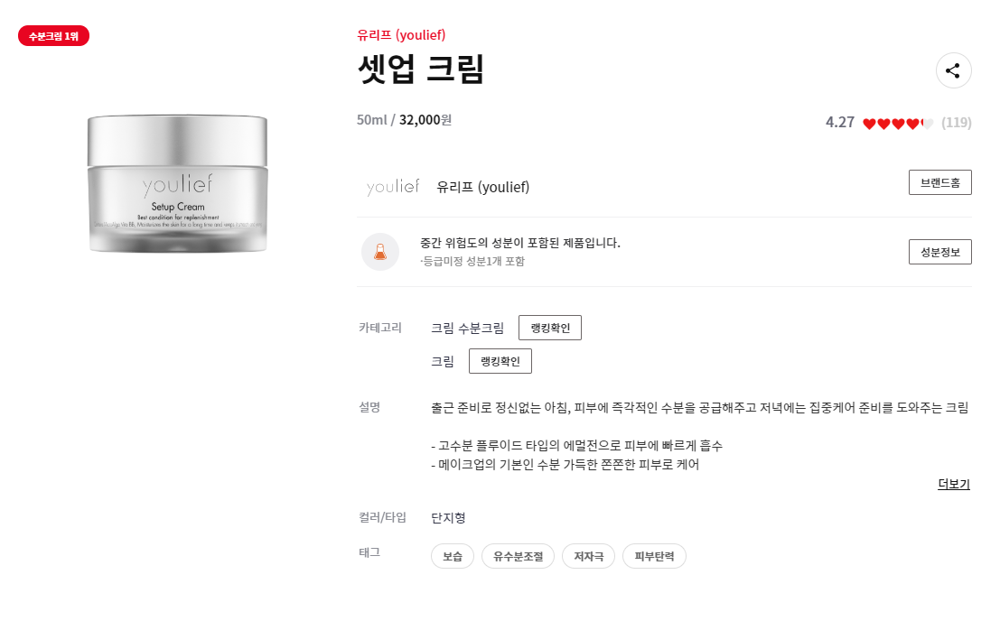 수분크림 1위
유리프 (youlief)
셋업 크림
50ml / 32,000원
4.27 (119)
youlief
Setup Cream
Best condition for replenishment
youlief 유리프 (youlief) 브랜드홈
중간 위험도의 성분이 포함된 제품입니다.
·등급미정 성분1개 포함
성분정보
카테고리 크림 수분크림 랭킹확인
크림 랭킹확인
설명 출근 준비로 정신없는 아침, 피부에 즉각적인 수분을 공급해주고 저녁에는 집중케어 준비를 도와주는 크림
- 고수분 플루이드 타입의 에멀전으로 피부에 빠르게 흡수
- 메이크업의 기본인 수분 가득한 쫀쫀한 피부로 케어
더보기
컬러/타입 단지형
태그 보습 유수분조절 저자극 피부탄력